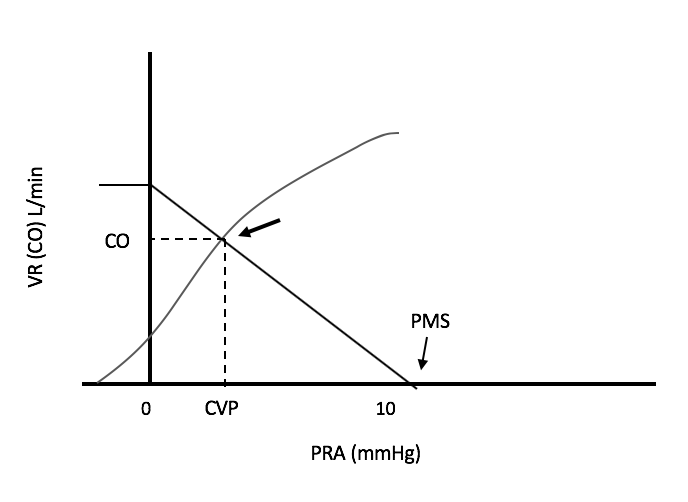 VR (CO) L/min
CO
PMS
0
CVP
10
PRA (mmHg)